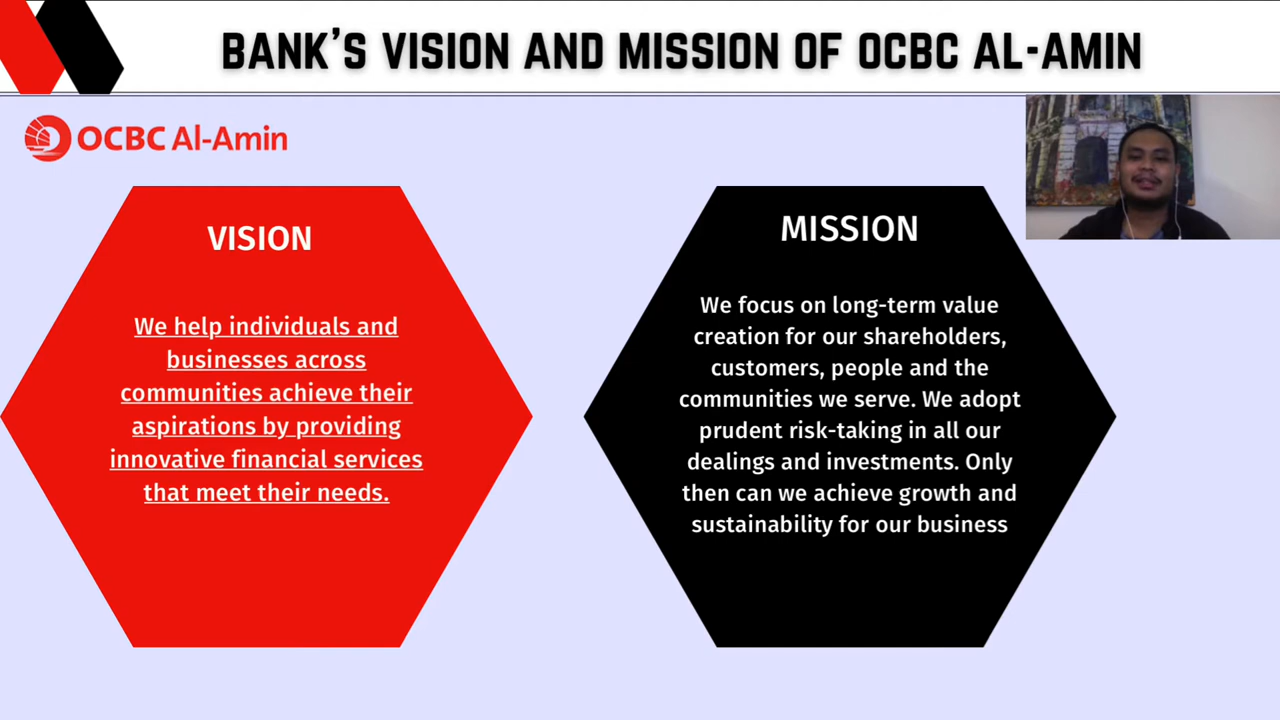 BANK'S VISION AND MISSION OF OCBC AL-AMIN
OCBC Al-Amin
VISION
We help individuals and
businesses across
communities achieve their
aspirations by providing
innovative financial services
that meet their needs.
MISSION
We focus on long-term value
creation for our shareholders,
customers, people and the
communities we serve. We adopt
prudent risk-taking in all our
dealings and investments. Only
then can we achieve growth and
sustainability for our business